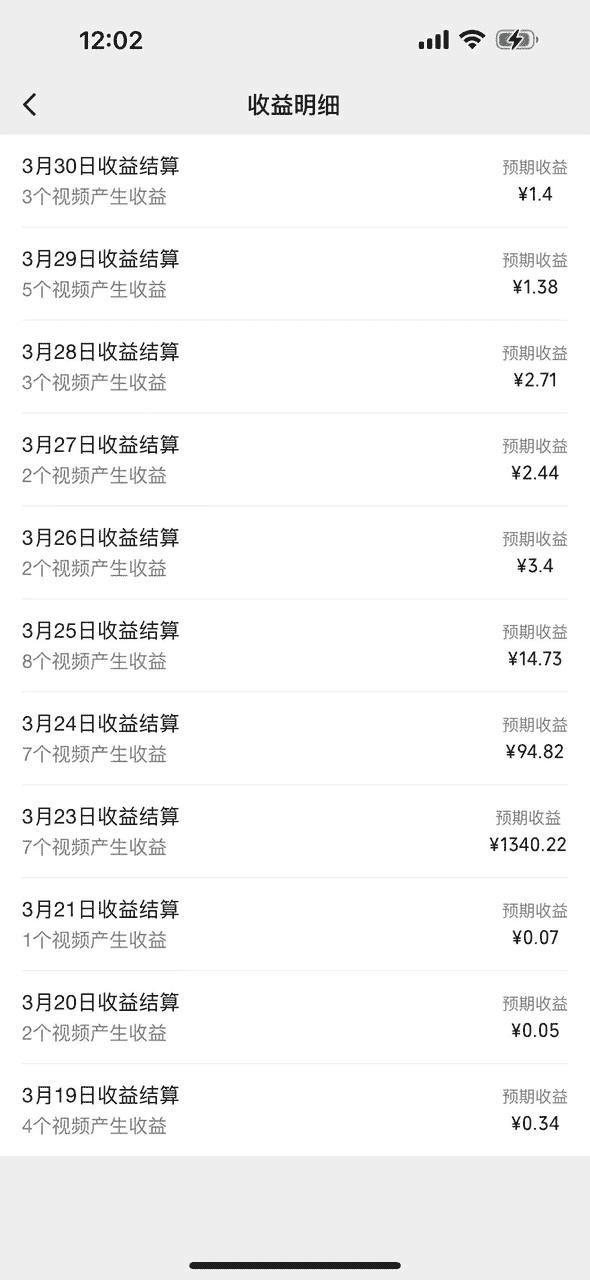 12:02
收益明细
3月30日收益结算
预期收益
3个视频产生收益
¥1.4
3月29日收益结算
预期收益
5个视频产生收益
¥1.38
3月28日收益结算
预期收益
3个视频产生收益
¥2.71
3月27日收益结算
预期收益
2个视频产生收益
¥2.44
3月26日收益结算
预期收益
2个视频产生收益
¥3.4
3月25日收益结算
预期收益
8个视频产生收益
¥14.73
3月24日收益结算
预期收益
7个视频产生收益
¥94.82
3月23日收益结算
预期收益
7个视频产生收益
¥1340.22
3月21日收益结算
预期收益
1个视频产生收益
¥0.07
3月20日收益结算
预期收益
2个视频产生收益
¥0.05
3月19日收益结算
预期收益
4个视频产生收益
¥0.34